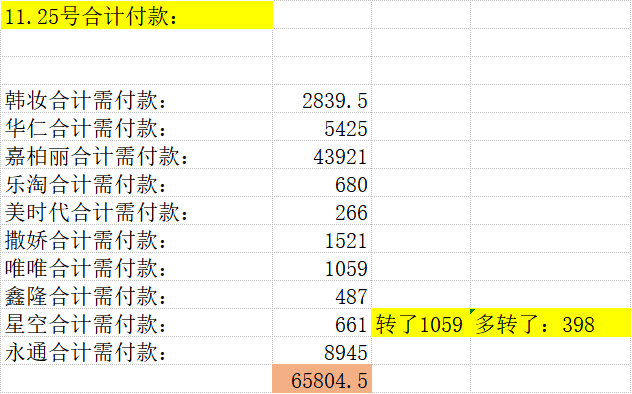 11.25号合计付款：
韩妆合计需付款： 2839.5
华仁合计需付款： 5425
嘉柏丽合计需付款： 43921
乐淘合计需付款： 680
美时代合计需付款： 266
撒娇合计需付款： 1521
唯唯合计需付款： 1059
鑫隆合计需付款： 487
星空合计需付款： 661 转了1059 多转了：398
永通合计需付款： 8945
65804.5